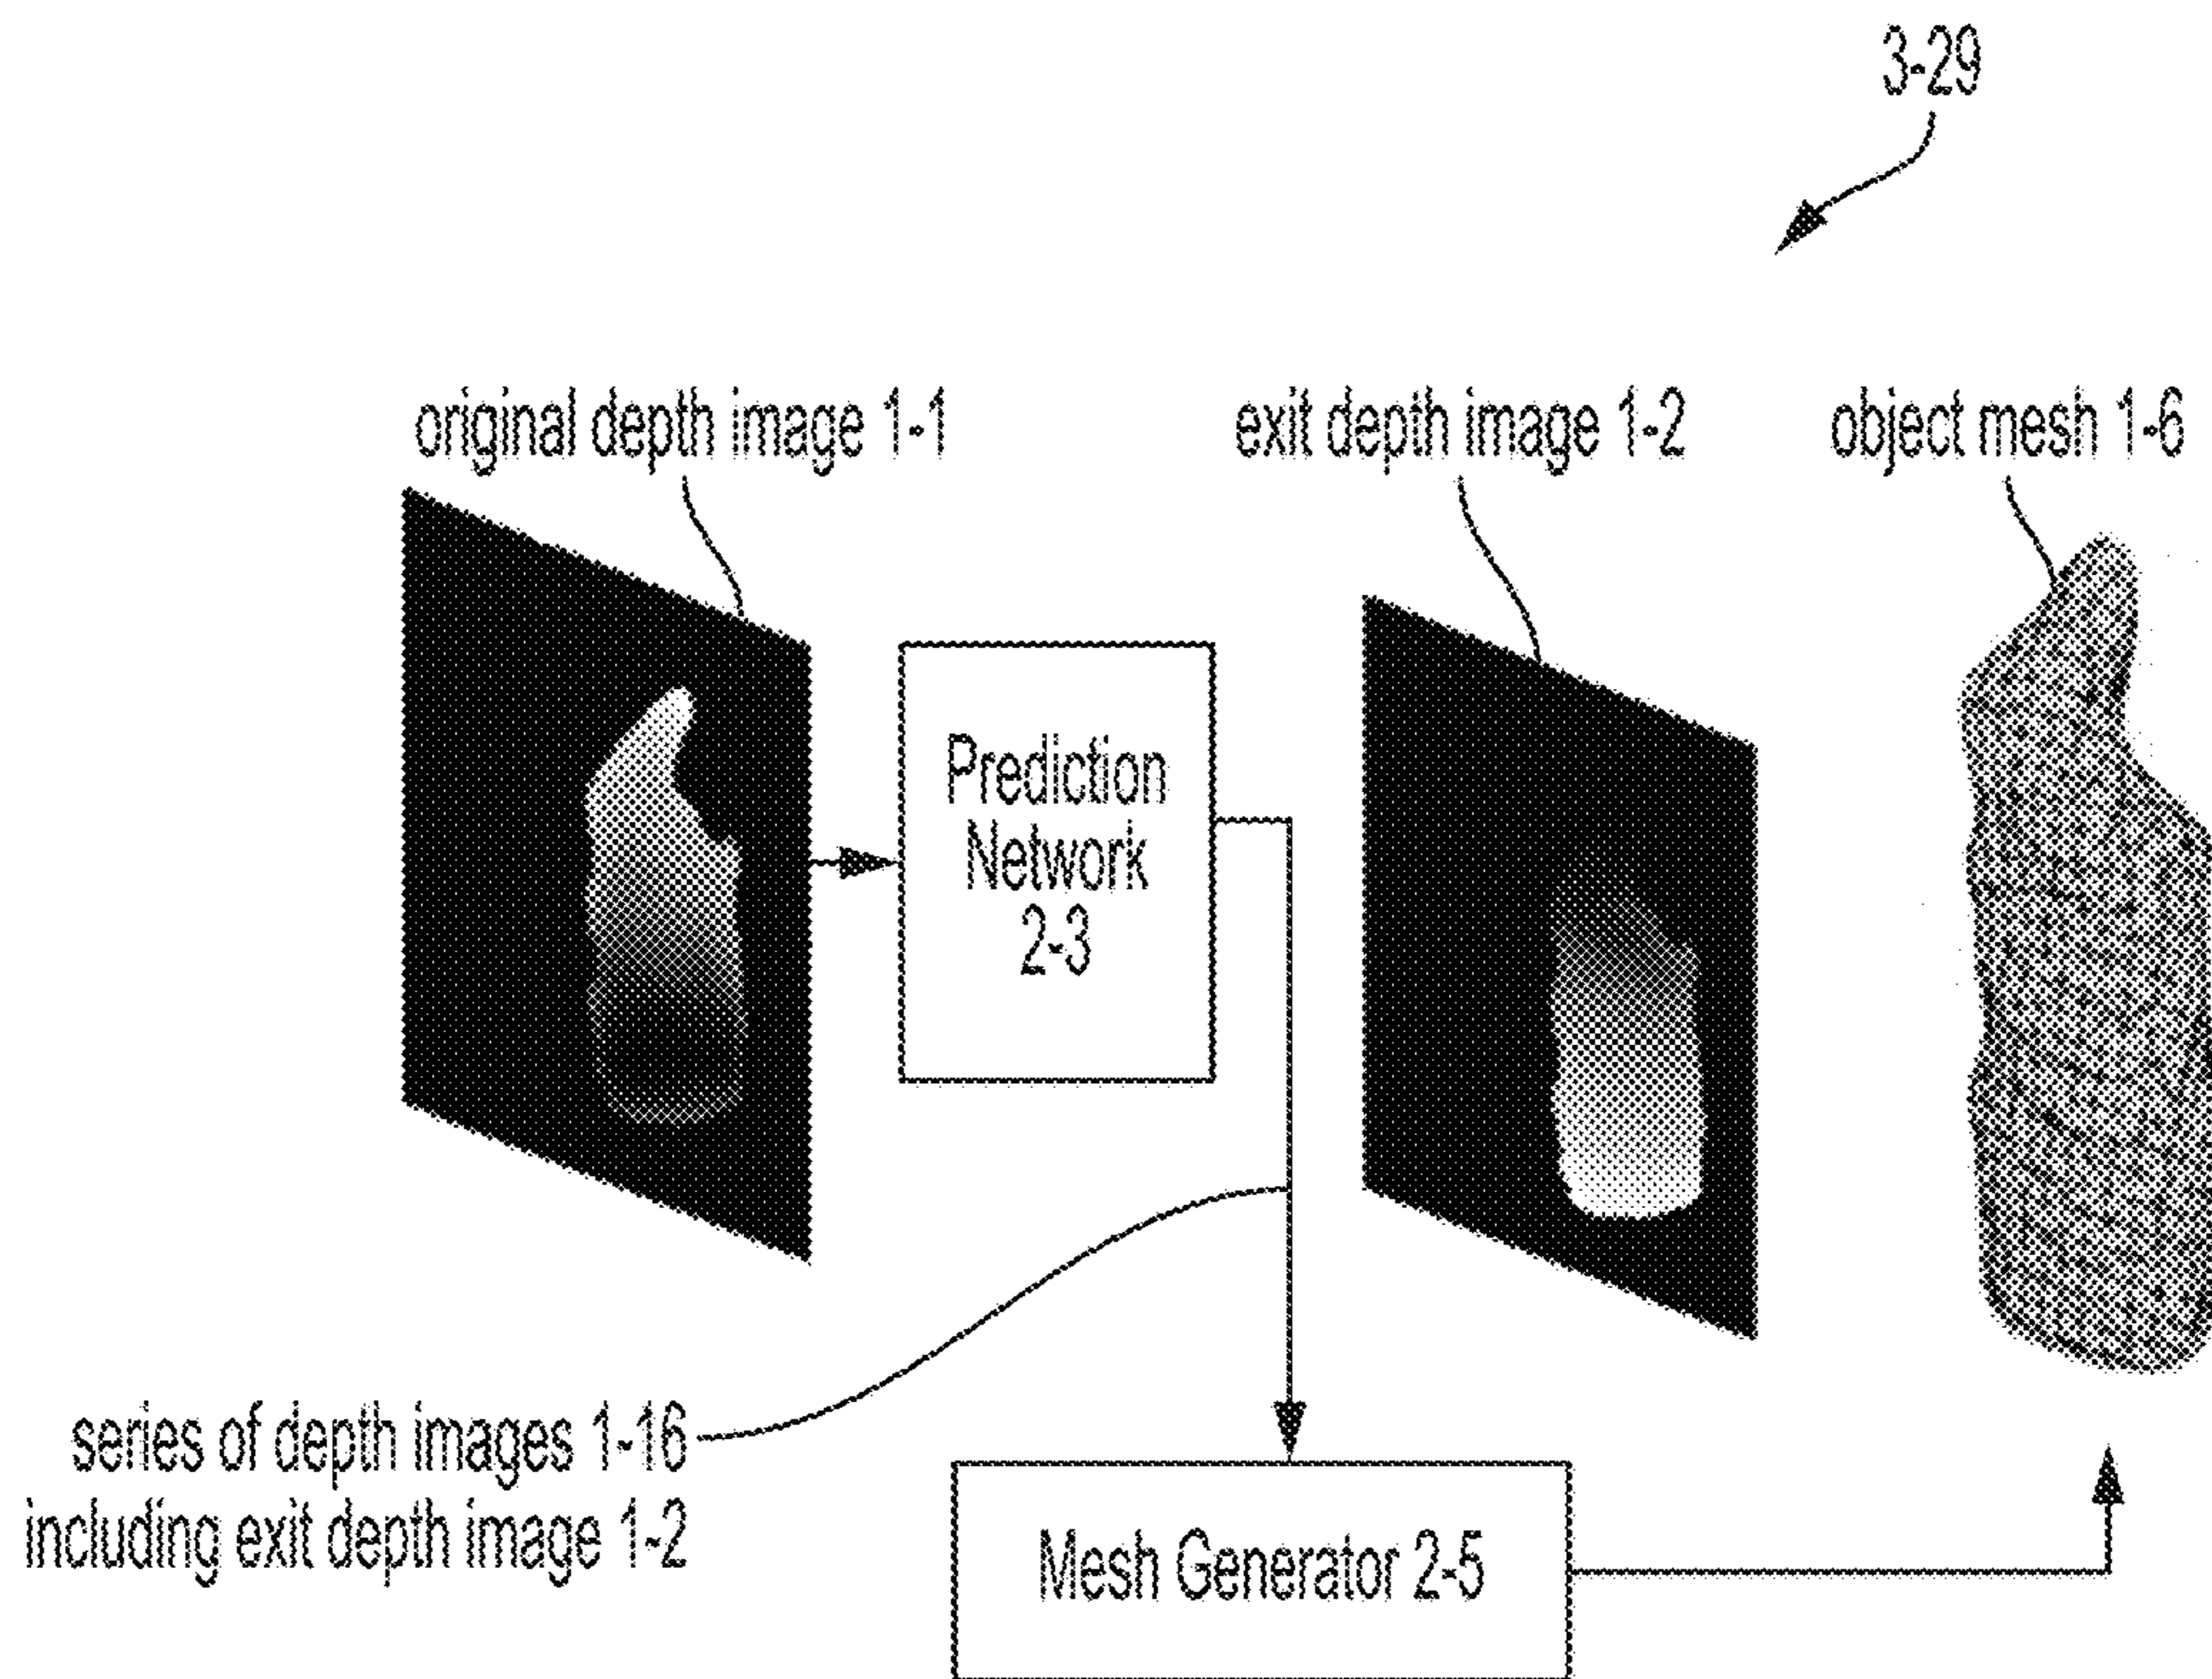 3-29
original depth image 1-1
exit depth image 1-2
object mesh 1-6
Prediction
Network
2-3
series of depth images 1-16
including exit depth image 1-2
Mesh Generator 2-5